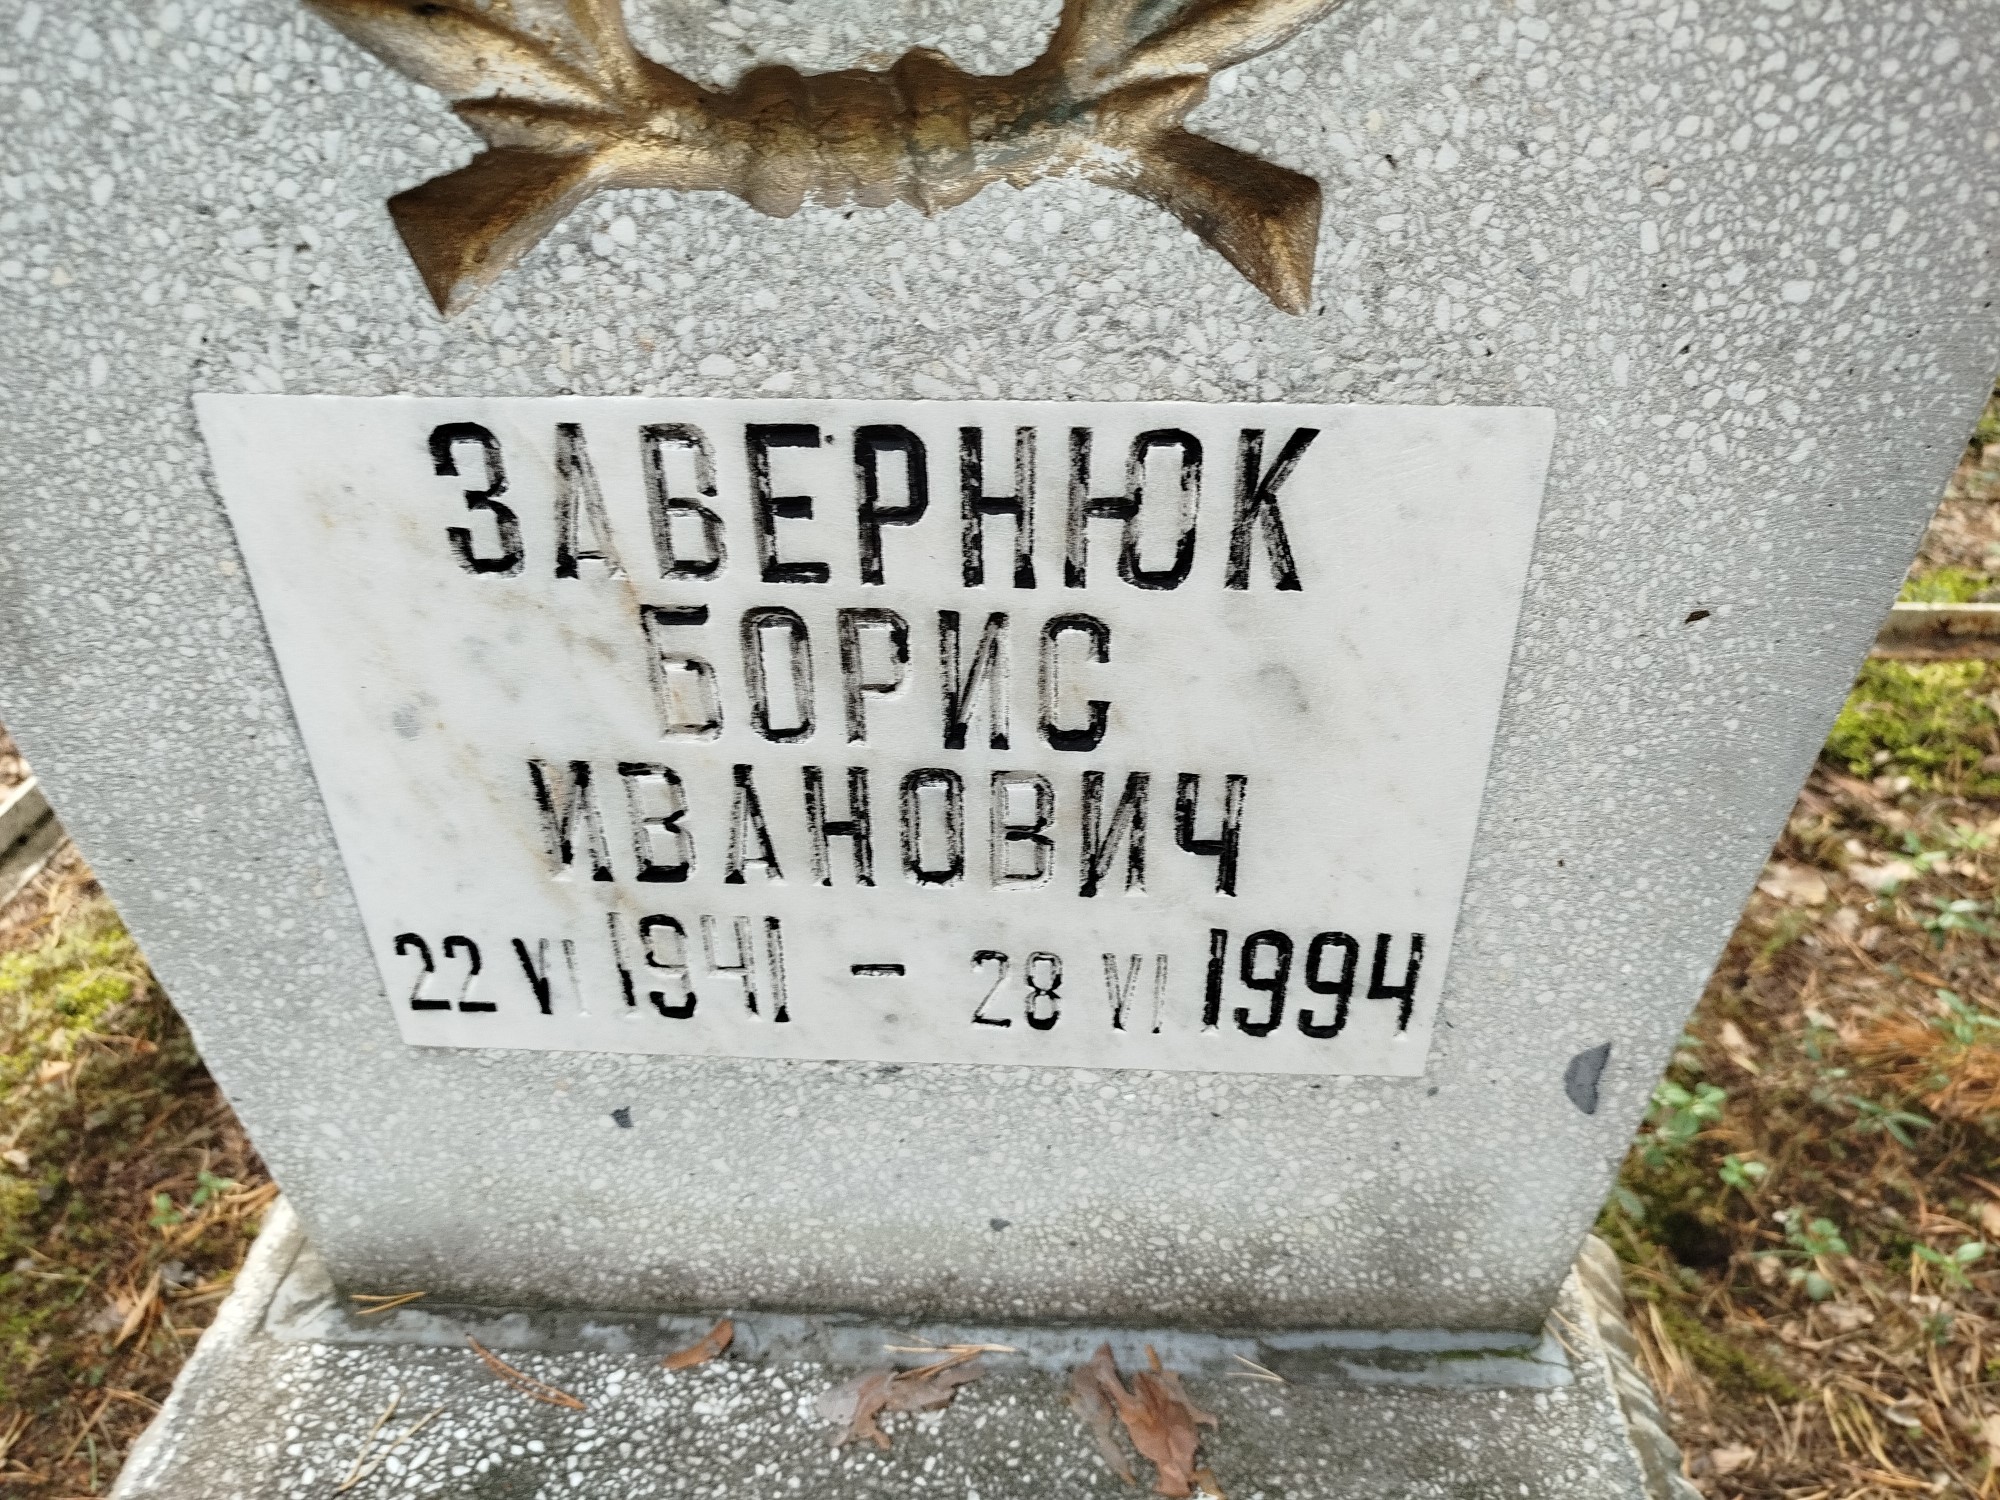 ЗАВЕРНЮК
БОРИС
ИВАНОВИЧ
22 VI 1941 - 28 VI 1994